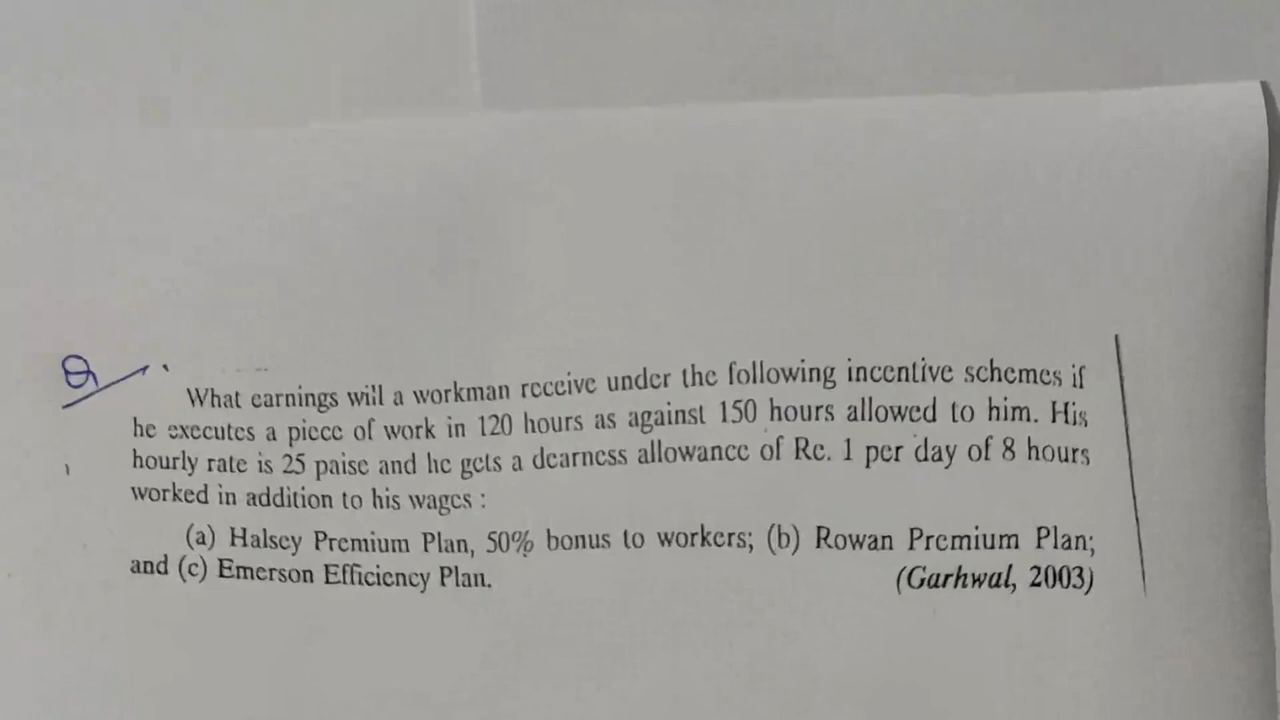 Q
What earnings will a workman receive under the following incentive schemes if
he executes a piece of work in 120 hours as against 150 hours allowed to him. His
hourly rate is 25 paise and he gets a dearness allowance of Re. 1 per day of 8 hours
worked in addition to his wages :
(a) Halsey Premium Plan, 50% bonus to workers; (b) Rowan Premium Plan;
and (c) Emerson Efficiency Plan. (Garhwal, 2003)